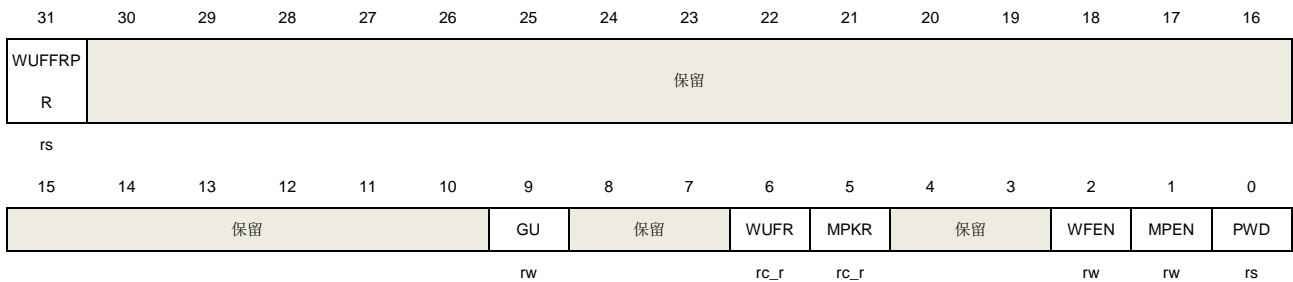 31 30 29 28 27 26 25 24 23 22 21 20 19 18 17 16
WUFFRP
R
保留
rs
15 14 13 12 11 10 9 8 7 6 5 4 3 2 1 0
保留 GU 保留 WUFR MPKR 保留 WFEN MPEN PWD
rw rc_r rc_r rw rw rs